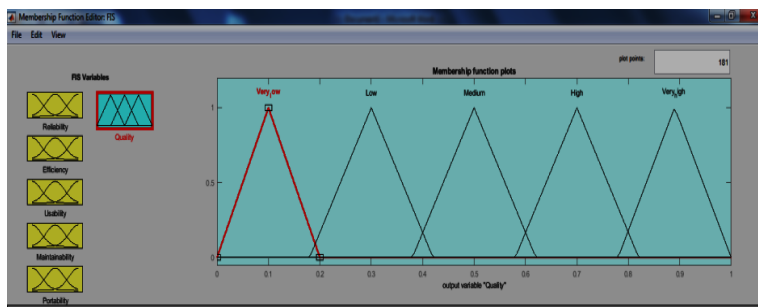 Membership Function Editor: FIS
File Edit View
FIS Variables
plot points: 181
Membership function plots
Reliability
Efficiency
Usability
Maintainability
Portability
Quality
Very_low Low Medium High Very_high
1
0.5
0
0 0.1 0.2 0.3 0.4 0.5 0.6 0.7 0.8 0.9 1
output variable "Quality"